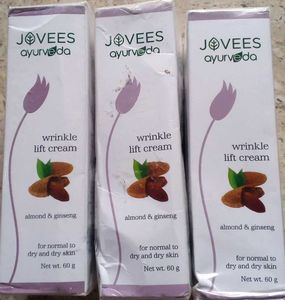 JOVEES
ayurveda
wrinkle
lift cream
almond & ginseng
for normal to
dry and dry skin
Net wt. 60 g
JOVEES
ayurveda
wrinkle
lift cream
almond & ginseng
for normal to
dry and dry skin
Net wt. 60 g
JOVEES
ayurveda
wrinkle
lift cream
almond & ginseng
for normal to
dry and dry skin
Net wt. 60 g